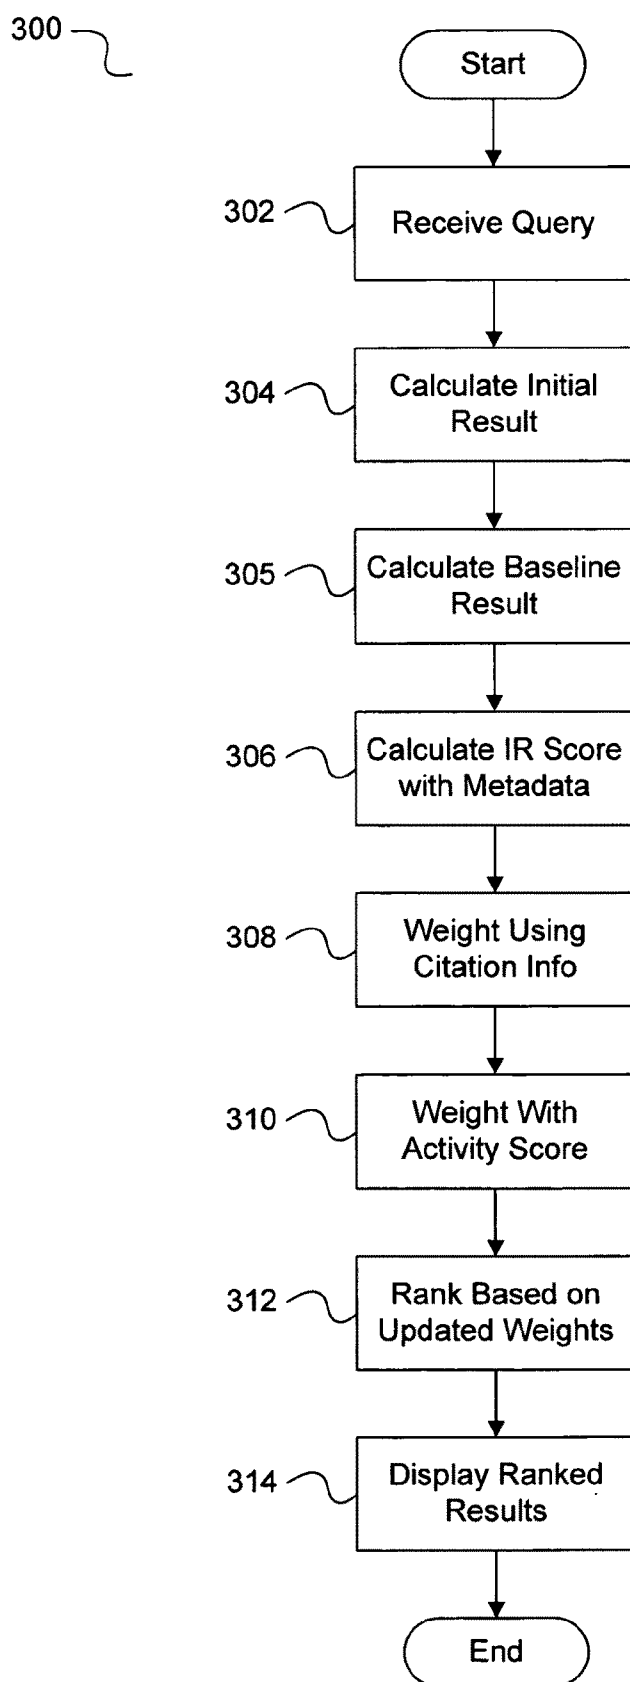 300
Start
302
Receive Query
304
Calculate Initial
Result
305
Calculate Baseline
Result
306
Calculate IR Score
with Metadata
308
Weight Using
Citation Info
310
Weight With
Activity Score
312
Rank Based on
Updated Weights
314
Display Ranked
Results
End